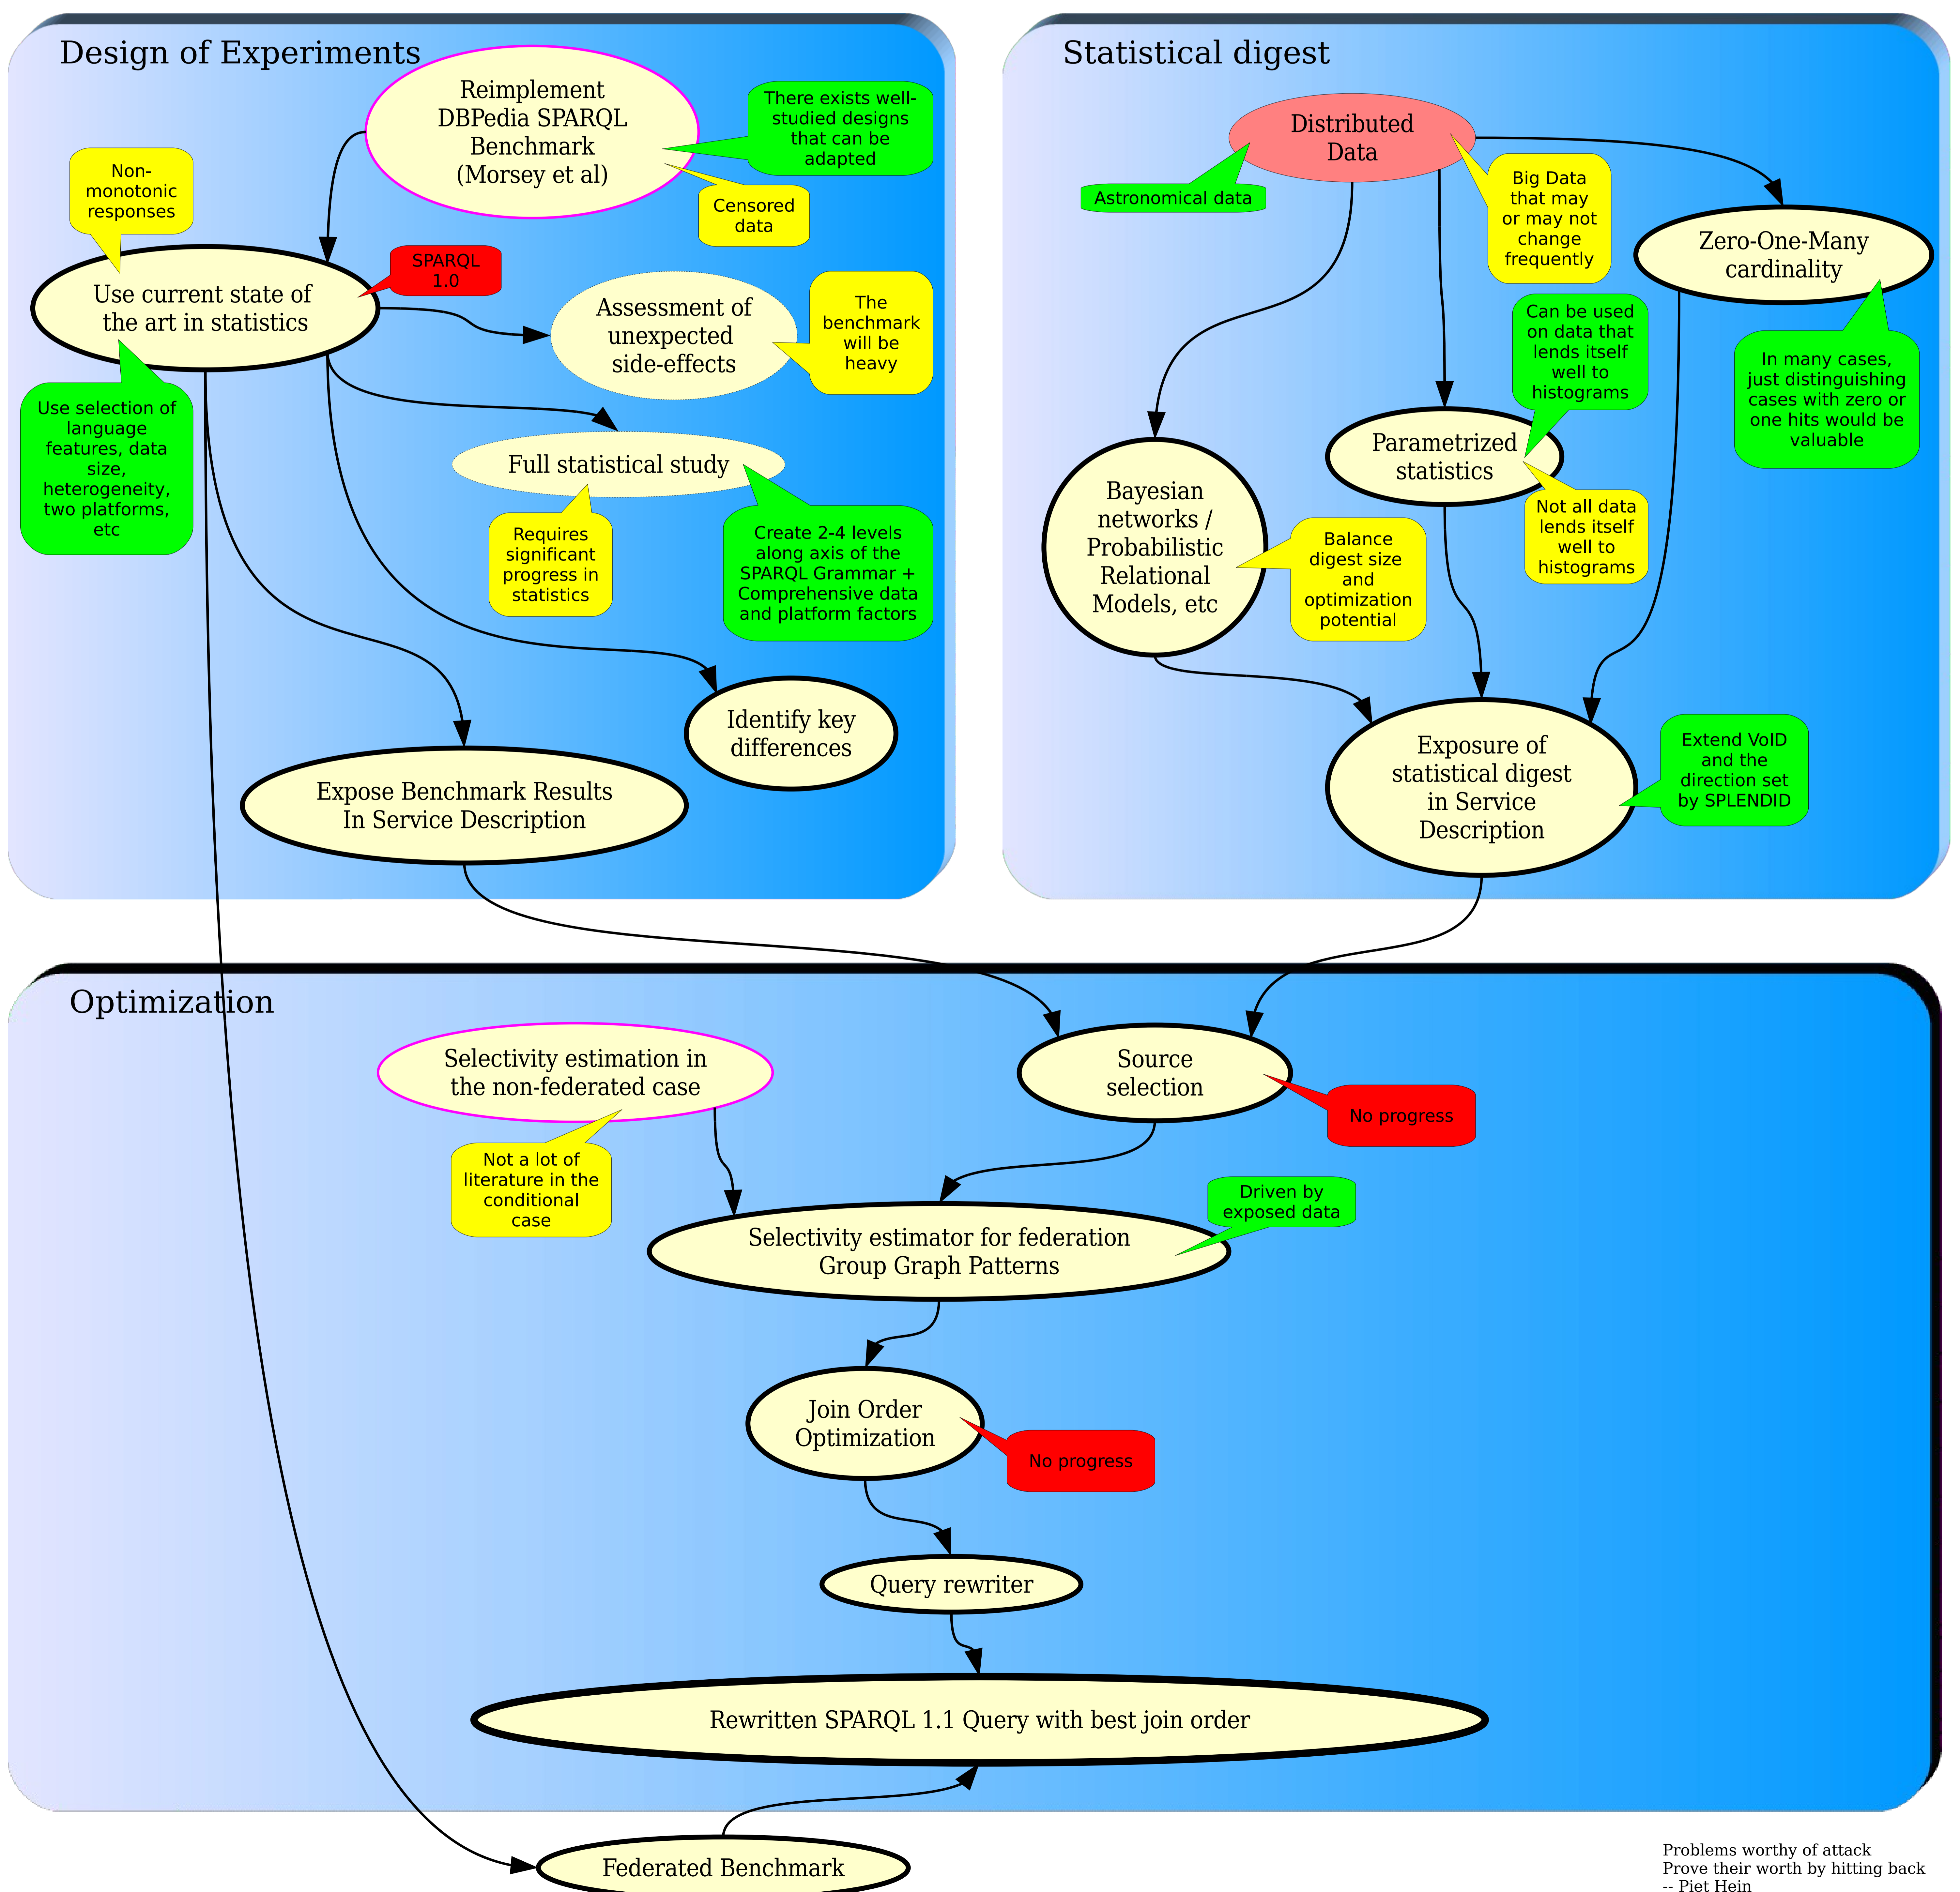 Design of Experiments
Reimplement
DBPedia SPARQL
Benchmark
(Morsey et al)
There exists well-
studied designs
that can be
adapted
Censored
data
Non-
monotonic
responses
SPARQL
1.0
Use current state of
the art in statistics
Assessment of
unexpected
side-effects
The
benchmark
will be
heavy
Use selection of
language
features, data
size,
heterogeneity,
two platforms,
etc
Full statistical study
Requires
significant
progress in
statistics
Create 2-4 levels
along axis of the
SPARQL Grammar +
Comprehensive data
and platform factors
Identify key
differences
Expose Benchmark Results
In Service Description
Statistical digest
Distributed
Data
Astronomical data
Big Data
that may
or may not
change
frequently
Zero-One-Many
cardinality
Can be used
on data that
lends itself
well to
histograms
In many cases,
just distinguishing
cases with zero or
one hits would be
valuable
Parametrized
statistics
Not all data
lends itself
well to
histograms
Bayesian
networks /
Probabilistic
Relational
Models, etc
Balance
digest size
and
optimization
potential
Exposure of
statistical digest
in Service
Description
Extend VoID
and the
direction set
by SPLENDID
Optimization
Selectivity estimation in
the non-federated case
Not a lot of
literature in the
conditional
case
Source
selection
No progress
Driven by
exposed data
Selectivity estimator for federation
Group Graph Patterns
Join Order
Optimization
No progress
Query rewriter
Rewritten SPARQL 1.1 Query with best join order
Federated Benchmark
Problems worthy of attack
Prove their worth by hitting back
-- Piet Hein